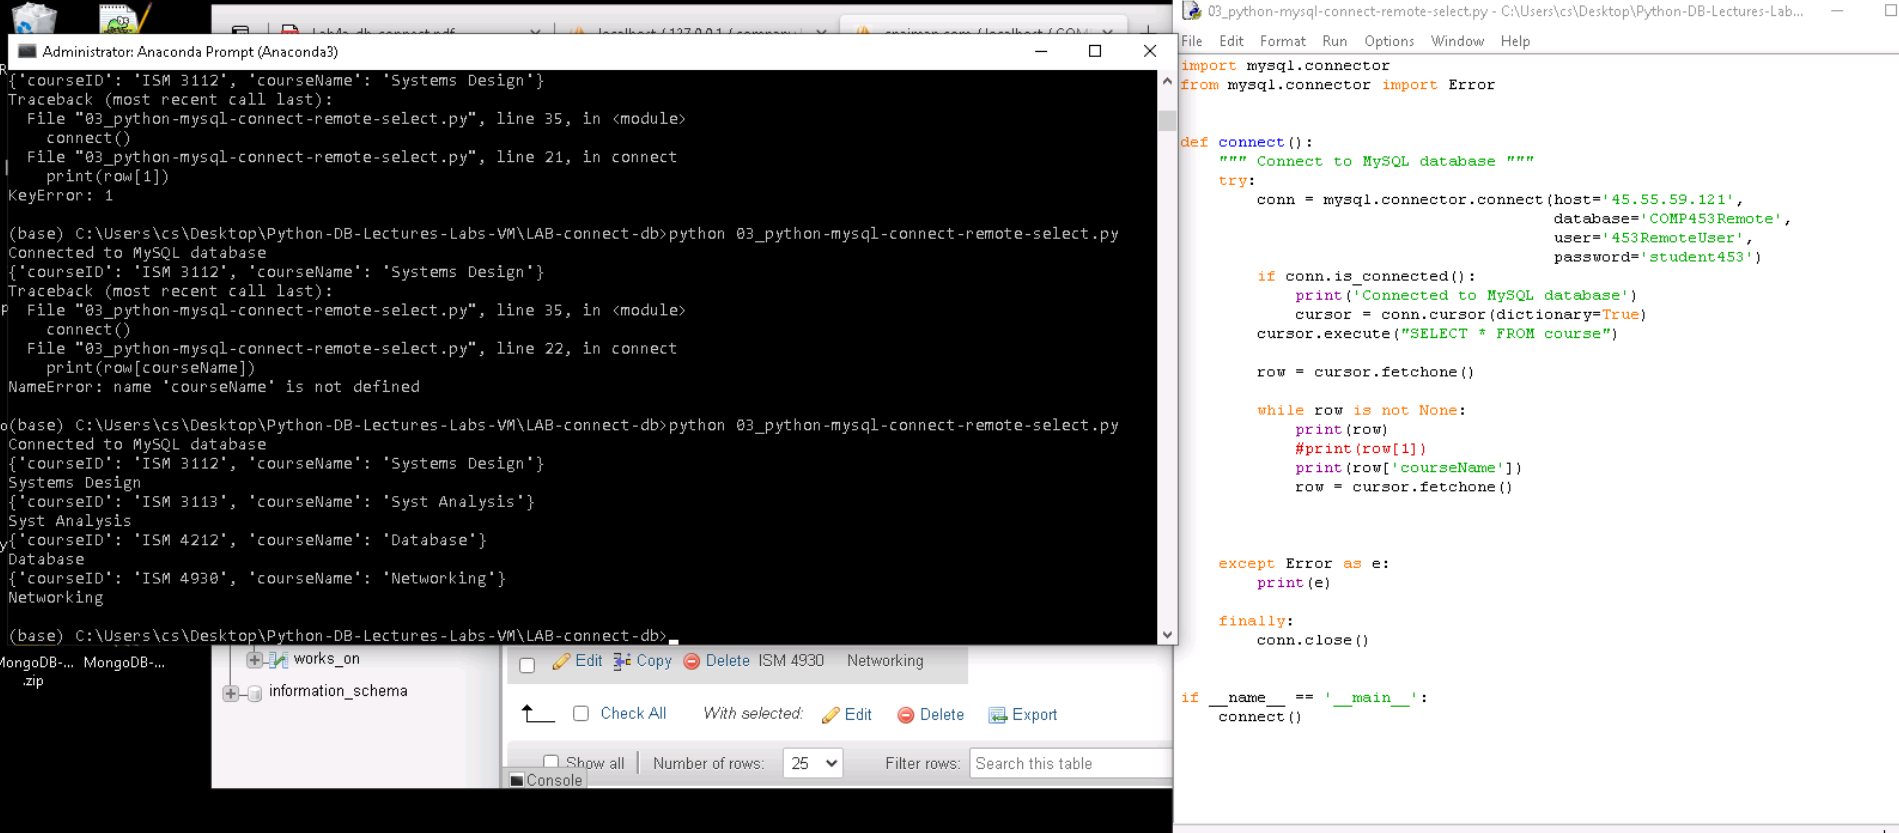 Administrator: Anaconda Prompt (Anaconda3)
{'courseID': 'ISM 3112', 'courseName': 'Systems Design'}
Traceback (most recent call last):
  File "03_python-mysql-connect-remote-select.py", line 35, in <module>
    connect()
  File "03_python-mysql-connect-remote-select.py", line 21, in connect
    print(row[1])
KeyError: 1
(base) C:\Users\cs\Desktop\Python-DB-Lectures-Labs-VM\LAB-connect-db>python 03_python-mysql-connect-remote-select.py
Connected to MySQL database
{'courseID': 'ISM 3112', 'courseName': 'Systems Design'}
Traceback (most recent call last):
  File "03_python-mysql-connect-remote-select.py", line 35, in <module>
    connect()
  File "03_python-mysql-connect-remote-select.py", line 22, in connect
    print(row[courseName])
NameError: name 'courseName' is not defined
(base) C:\Users\cs\Desktop\Python-DB-Lectures-Labs-VM\LAB-connect-db>python 03_python-mysql-connect-remote-select.py
Connected to MySQL database
{'courseID': 'ISM 3112', 'courseName': 'Systems Design'}
Systems Design
{'courseID': 'ISM 3113', 'courseName': 'Syst Analysis'}
Syst Analysis
{'courseID': 'ISM 4212', 'courseName': 'Database'}
Database
{'courseID': 'ISM 4930', 'courseName': 'Networking'}
Networking
(base) C:\Users\cs\Desktop\Python-DB-Lectures-Labs-VM\LAB-connect-db>
MongoDB-... MongoDB-...
.zip
works_on
information_schema
Edit Copy Delete ISM 4930 Networking
Check All With selected: Edit Delete Export
Show all Number of rows: 25 Filter rows: Search this table
Console
03_python-mysql-connect-remote-select.py - C:\Users\cs\Desktop\Python-DB-Lectures-Lab...
File Edit Format Run Options Window Help
import mysql.connector
from mysql.connector import Error
def connect():
    """ Connect to MySQL database """
    try:
        conn = mysql.connector.connect(host='45.55.59.121',
                                       database='COMP453Remote',
                                       user='453RemoteUser',
                                       password='student453')
        if conn.is_connected():
            print('Connected to MySQL database')
            cursor = conn.cursor(dictionary=True)
        cursor.execute("SELECT * FROM course")
        row = cursor.fetchone()
        while row is not None:
            print(row)
            #print(row[1])
            print(row['courseName'])
            row = cursor.fetchone()
    except Error as e:
        print(e)
    finally:
        conn.close()
if __name__ == '__main__':
    connect()